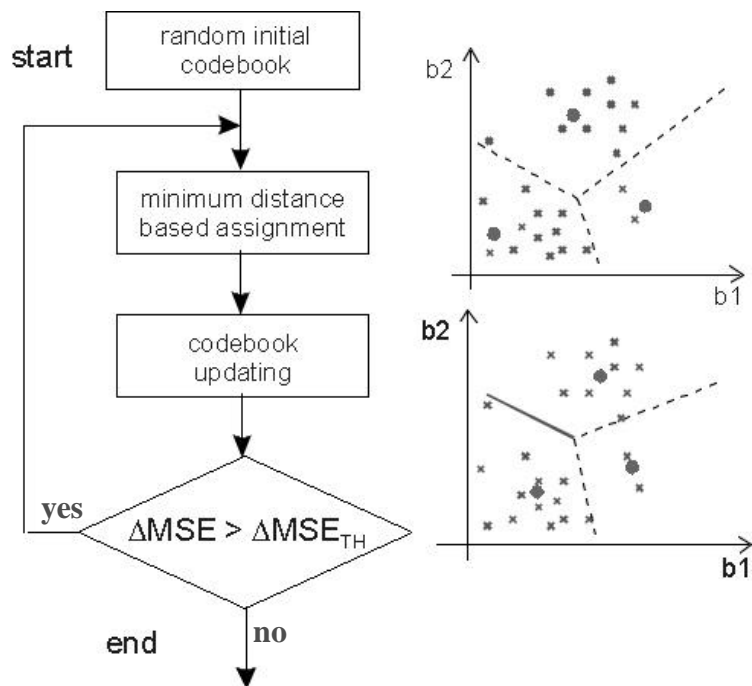 start
random initial
codebook
minimum distance
based assignment
codebook
updating
yes
ΔMSE > ΔMSE_TH
no
end
b2
b1
b2
b1